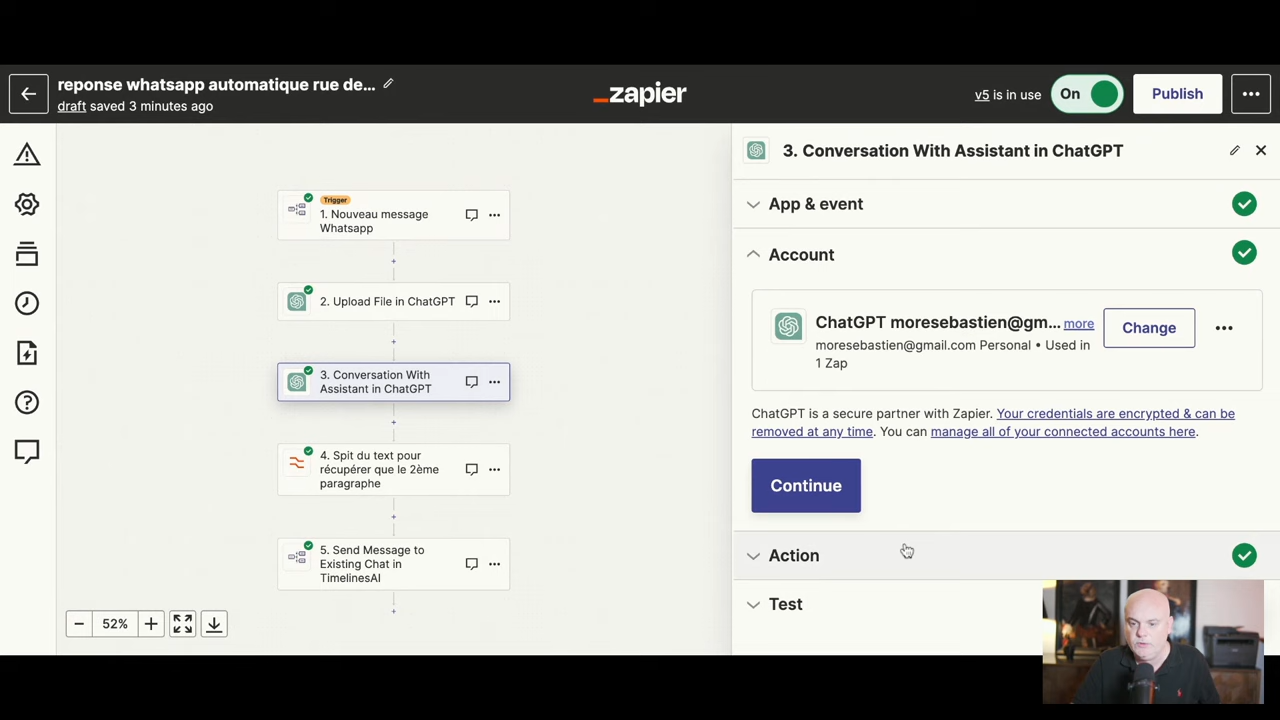 reponse whatsapp automatique rue de...
draft saved 3 minutes ago
_zapier
v5 is in use
On
Publish
Trigger
1. Nouveau message
Whatsapp
2. Upload File in ChatGPT
3. Conversation With
Assistant in ChatGPT
4. Spit du text pour
récupérer que le 2ème
paragraphe
5. Send Message to
Existing Chat in
TimelinesAI
52%
3. Conversation With Assistant in ChatGPT
App & event
Account
ChatGPT moresebastien@gm... more
moresebastien@gmail.com Personal • Used in
1 Zap
Change
ChatGPT is a secure partner with Zapier. Your credentials are encrypted & can be
removed at any time. You can manage all of your connected accounts here.
Continue
Action
Test